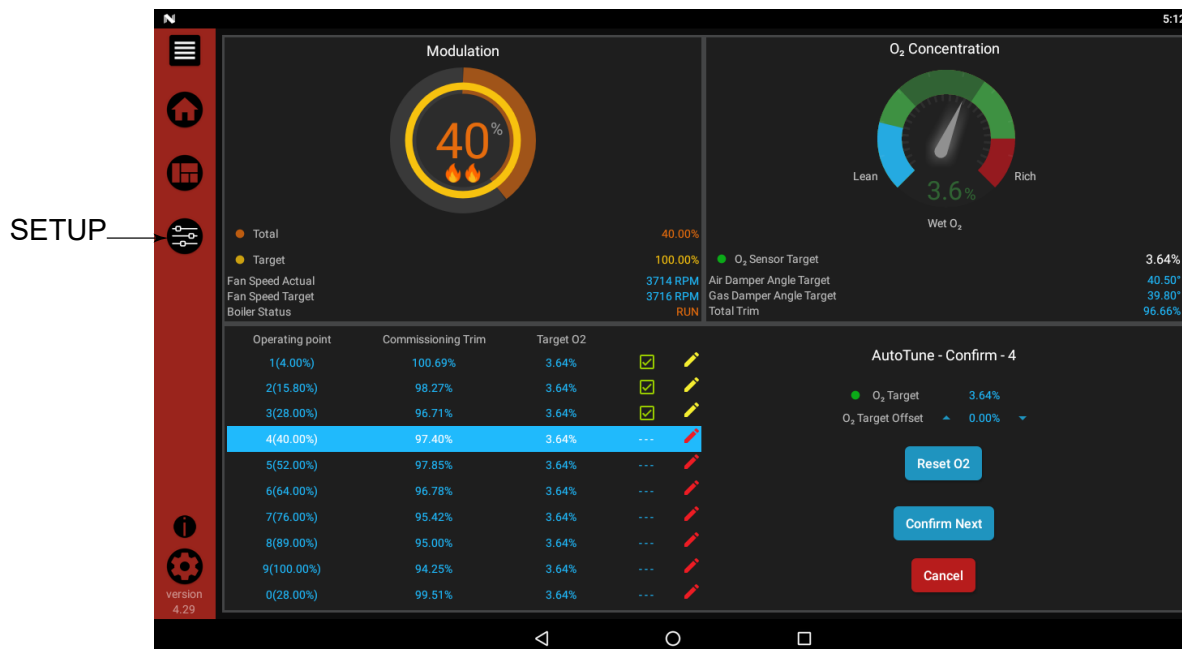 5:12
SETUP
version
4.29
Modulation
40%
Total 40.00%
Target 100.00%
Fan Speed Actual 3714 RPM
Fan Speed Target 3716 RPM
Boiler Status RUN
O₂ Concentration
Lean Rich
3.6%
Wet O₂
O₂ Sensor Target 3.64%
Air Damper Angle Target 40.50°
Gas Damper Angle Target 39.80°
Total Trim 96.66%
Operating point Commissioning Trim Target O2
1(4.00%) 100.69% 3.64%
2(15.80%) 98.27% 3.64%
3(28.00%) 96.71% 3.64%
4(40.00%) 97.40% 3.64% ---
5(52.00%) 97.85% 3.64% ---
6(64.00%) 96.78% 3.64% ---
7(76.00%) 95.42% 3.64% ---
8(89.00%) 95.00% 3.64% ---
9(100.00%) 94.25% 3.64% ---
0(28.00%) 99.51% 3.64% ---
AutoTune - Confirm - 4
O₂ Target 3.64%
O₂ Target Offset 0.00%
Reset O2
Confirm Next
Cancel